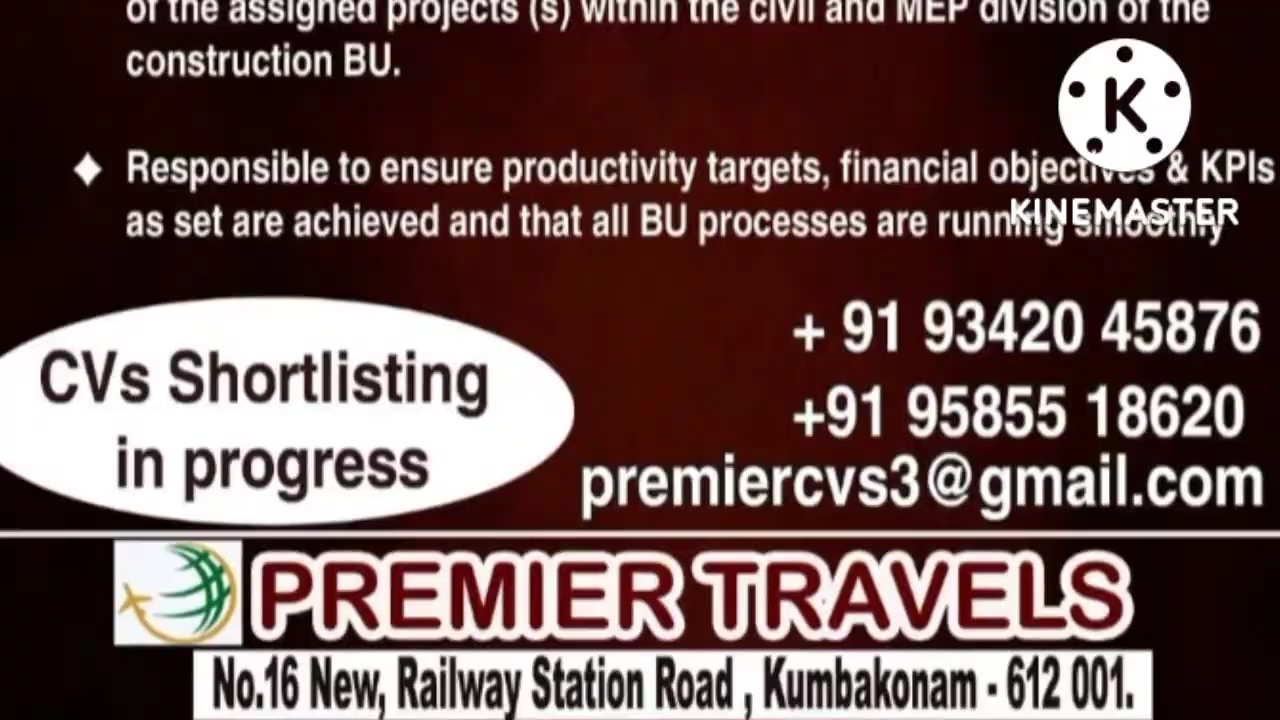 of the assigned projects (s) within the civil and MEP division of the
construction BU.
♦ Responsible to ensure productivity targets, financial objectives & KPIs
as set are achieved and that all BU processes are running smoothly
K
KINEMASTER
CVs Shortlisting
in progress
+ 91 93420 45876
+91 95855 18620
premiercvs3@gmail.com
PREMIER TRAVELS
No.16 New, Railway Station Road , Kumbakonam - 612 001.